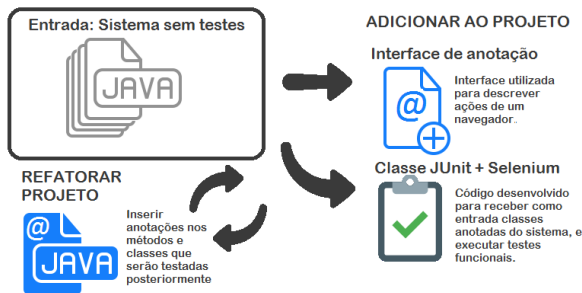 Entrada: Sistema sem testes
JAVA
ADICIONAR AO PROJETO
Interface de anotação
@
Interface utilizada
para descrever
ações de um
navegador..
Classe JUnit + Selenium
Código desenvolvido
para receber como
entrada classes
anotadas do sistema, e
executar testes
funcionais.
REFATORAR
PROJETO
@
JAVA
Inserir
anotações nos
métodos e
classes que
serão testadas
posteriormente